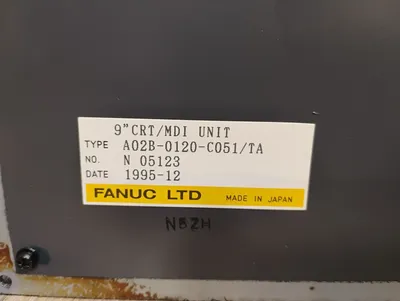 9"CRT/MDI UNIT
TYPE A02B-0120-C051/TA
NO. N 05123
DATE 1995-12
FANUC LTD MADE IN JAPAN
N52H